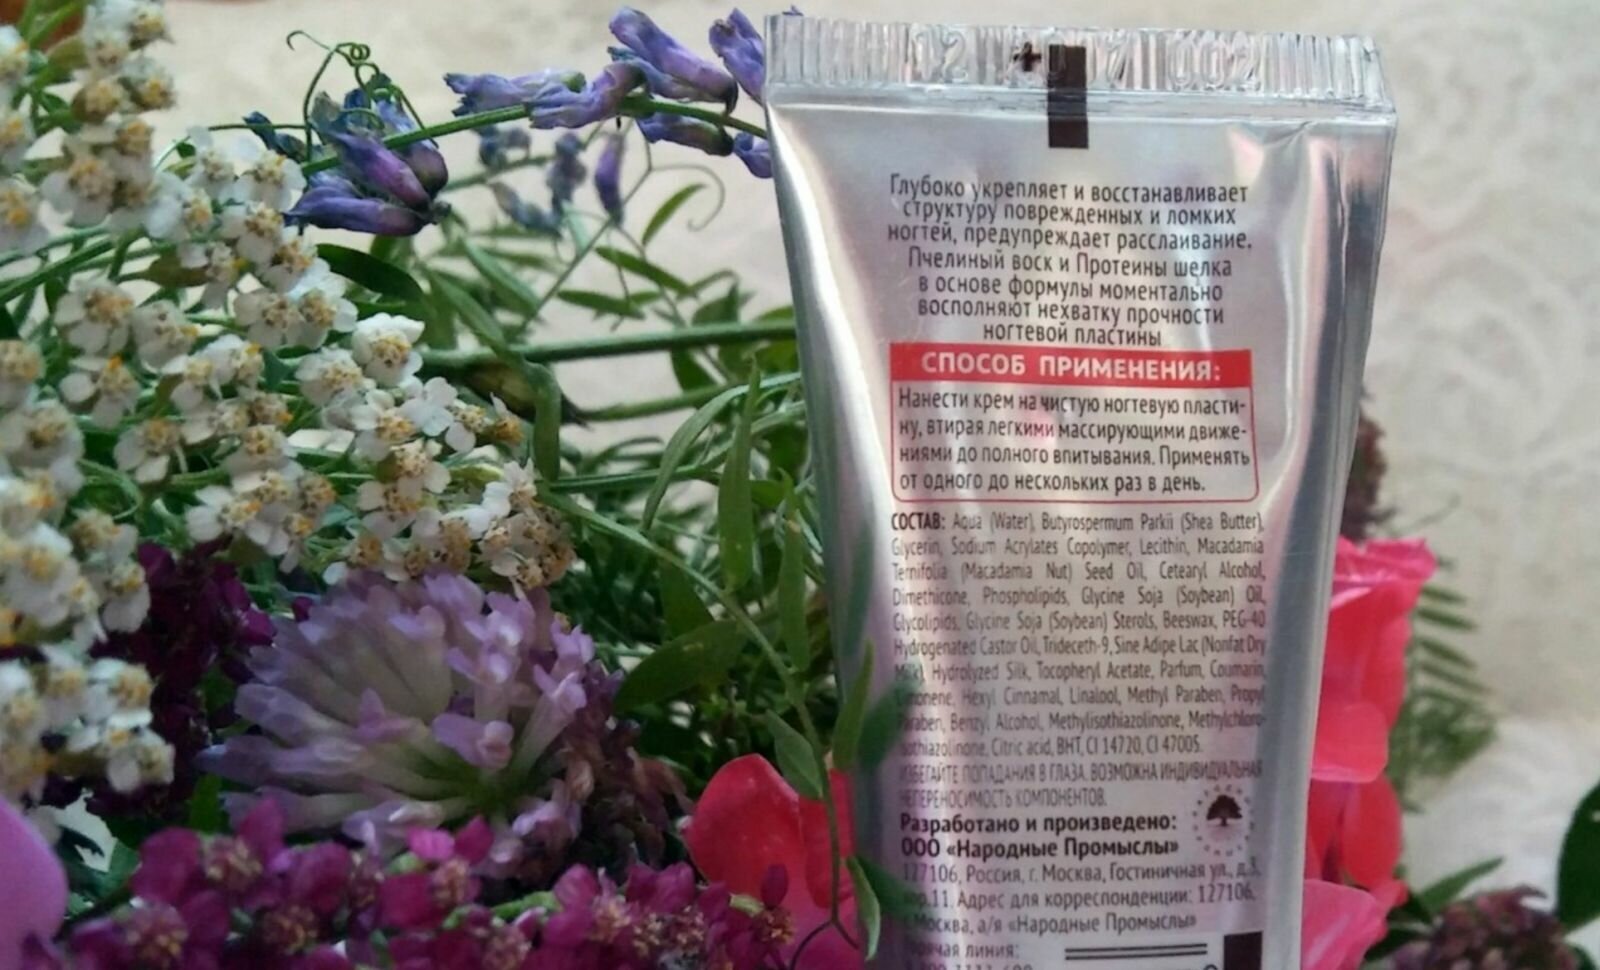 12 17 002
Глубоко укрепляет и восстанавливает
структуру поврежденных и ломких
ногтей, предупреждает расслаивание.
Пчелиный воск и Протеины шелка
в основе формулы моментально
восполняют нехватку прочности
ногтевой пластины
СПОСОБ ПРИМЕНЕНИЯ:
Нанести крем на чистую ногтевую пласти-
ну, втирая легкими массирующими движе-
ниями до полного впитывания. Применять
от одного до нескольких раз в день.
СОСТАВ: Aqua (Water), Butyrospermum Parkii (Shea Butter),
Glycerin, Sodium Acrylates Copolymer, Lecithin, Macadamia
Ternifolia (Macadamia Nut) Seed Oil, Cetearyl Alcohol,
Dimethicone, Phospholipids, Glycine Soja (Soybean) Oil,
Glycolipids, Glycine Soja (Soybean) Sterols, Beeswax, PEG-40
Hydrogenated Castor Oil, Trideceth-9, Sine Adipe Lac (Nonfat Dry
Milk), Hydrolyzed Silk, Tocopheryl Acetate, Parfum, Coumarin,
Limonene, Hexyl Cinnamal, Linalool, Methyl Paraben, Propyl
Paraben, Benzyl Alcohol, Methylisothiazolinone, Methylchloro-
isothiazolinone, Citric acid, BHT, CI 14720, CI 47005.
ИЗБЕГАЙТЕ ПОПАДАНИЯ В ГЛАЗА. ВОЗМОЖНА ИНДИВИДУАЛЬНАЯ
НЕПЕРЕНОСИМОСТЬ КОМПОНЕНТОВ.
Разработано и произведено:
ООО «Народные Промыслы»
127106, Россия, г. Москва, Гостиничная ул., д.3,
кор.11. Адрес для корреспонденции: 127106,
г.Москва, а/я «Народные Промыслы»
Горячая линия: